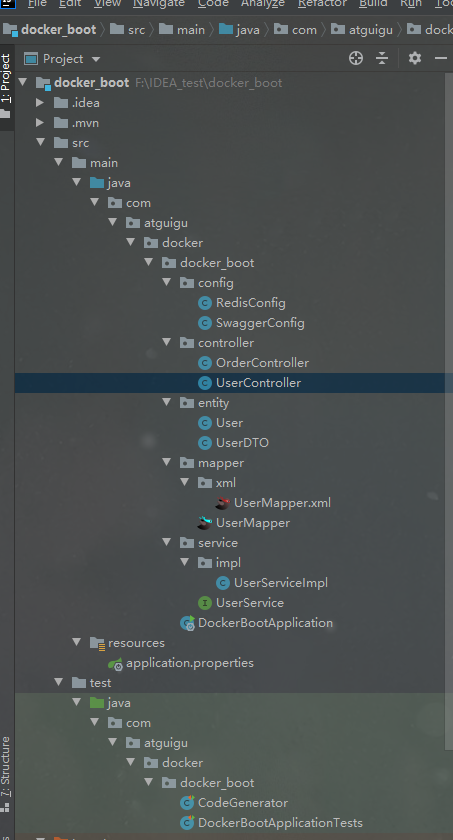 File Edit View Navigate Code Analyze Refactor Build Run
docker_boot src main java com atguigu dock
Project
1: Project
docker_boot F:\IDEA_test\docker_boot
.idea
.mvn
src
main
java
com
atguigu
docker
docker_boot
config
RedisConfig
SwaggerConfig
controller
OrderController
UserController
entity
User
UserDTO
mapper
xml
UserMapper.xml
UserMapper
service
impl
UserServiceImpl
UserService
DockerBootApplication
resources
application.properties
test
java
com
atguigu
docker
docker_boot
CodeGenerator
DockerBootApplicationTests
7: Structure